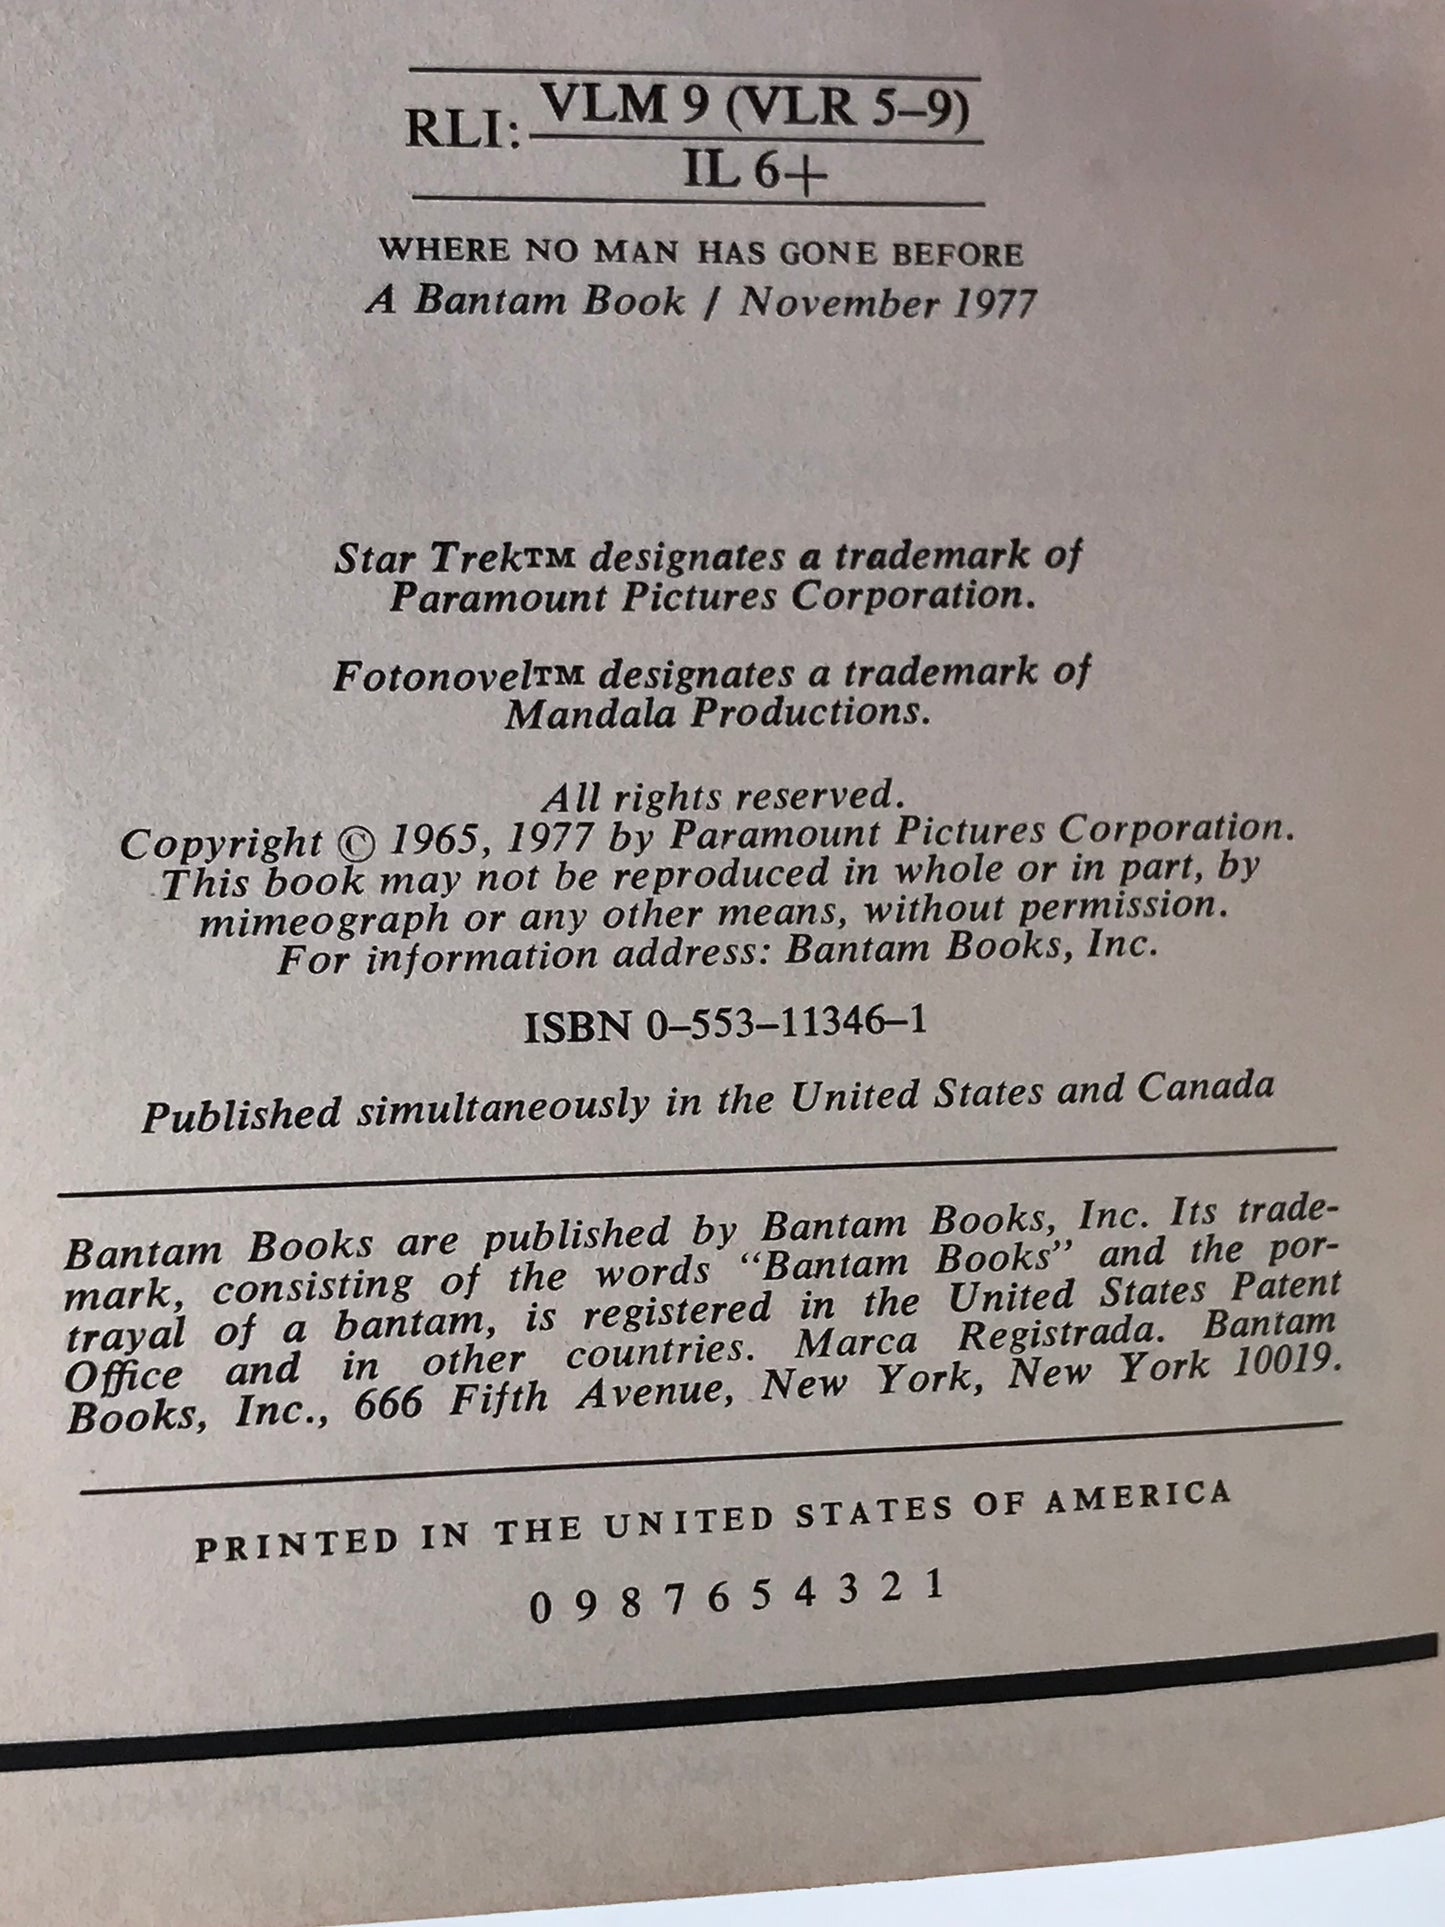 RLI: VLM 9 (VLR 5–9)
IL 6+
WHERE NO MAN HAS GONE BEFORE
A Bantam Book / November 1977
Star Trek™ designates a trademark of
Paramount Pictures Corporation.
Fotonovel™ designates a trademark of
Mandala Productions.
All rights reserved.
Copyright © 1965, 1977 by Paramount Pictures Corporation.
This book may not be reproduced in whole or in part, by
mimeograph or any other means, without permission.
For information address: Bantam Books, Inc.
ISBN 0–553–11346–1
Published simultaneously in the United States and Canada
Bantam Books are published by Bantam Books, Inc. Its trade-
mark, consisting of the words “Bantam Books” and the por-
trayal of a bantam, is registered in the United States Patent
Office and in other countries. Marca Registrada. Bantam
Books, Inc., 666 Fifth Avenue, New York, New York 10019.
PRINTED IN THE UNITED STATES OF AMERICA
0 9 8 7 6 5 4 3 2 1